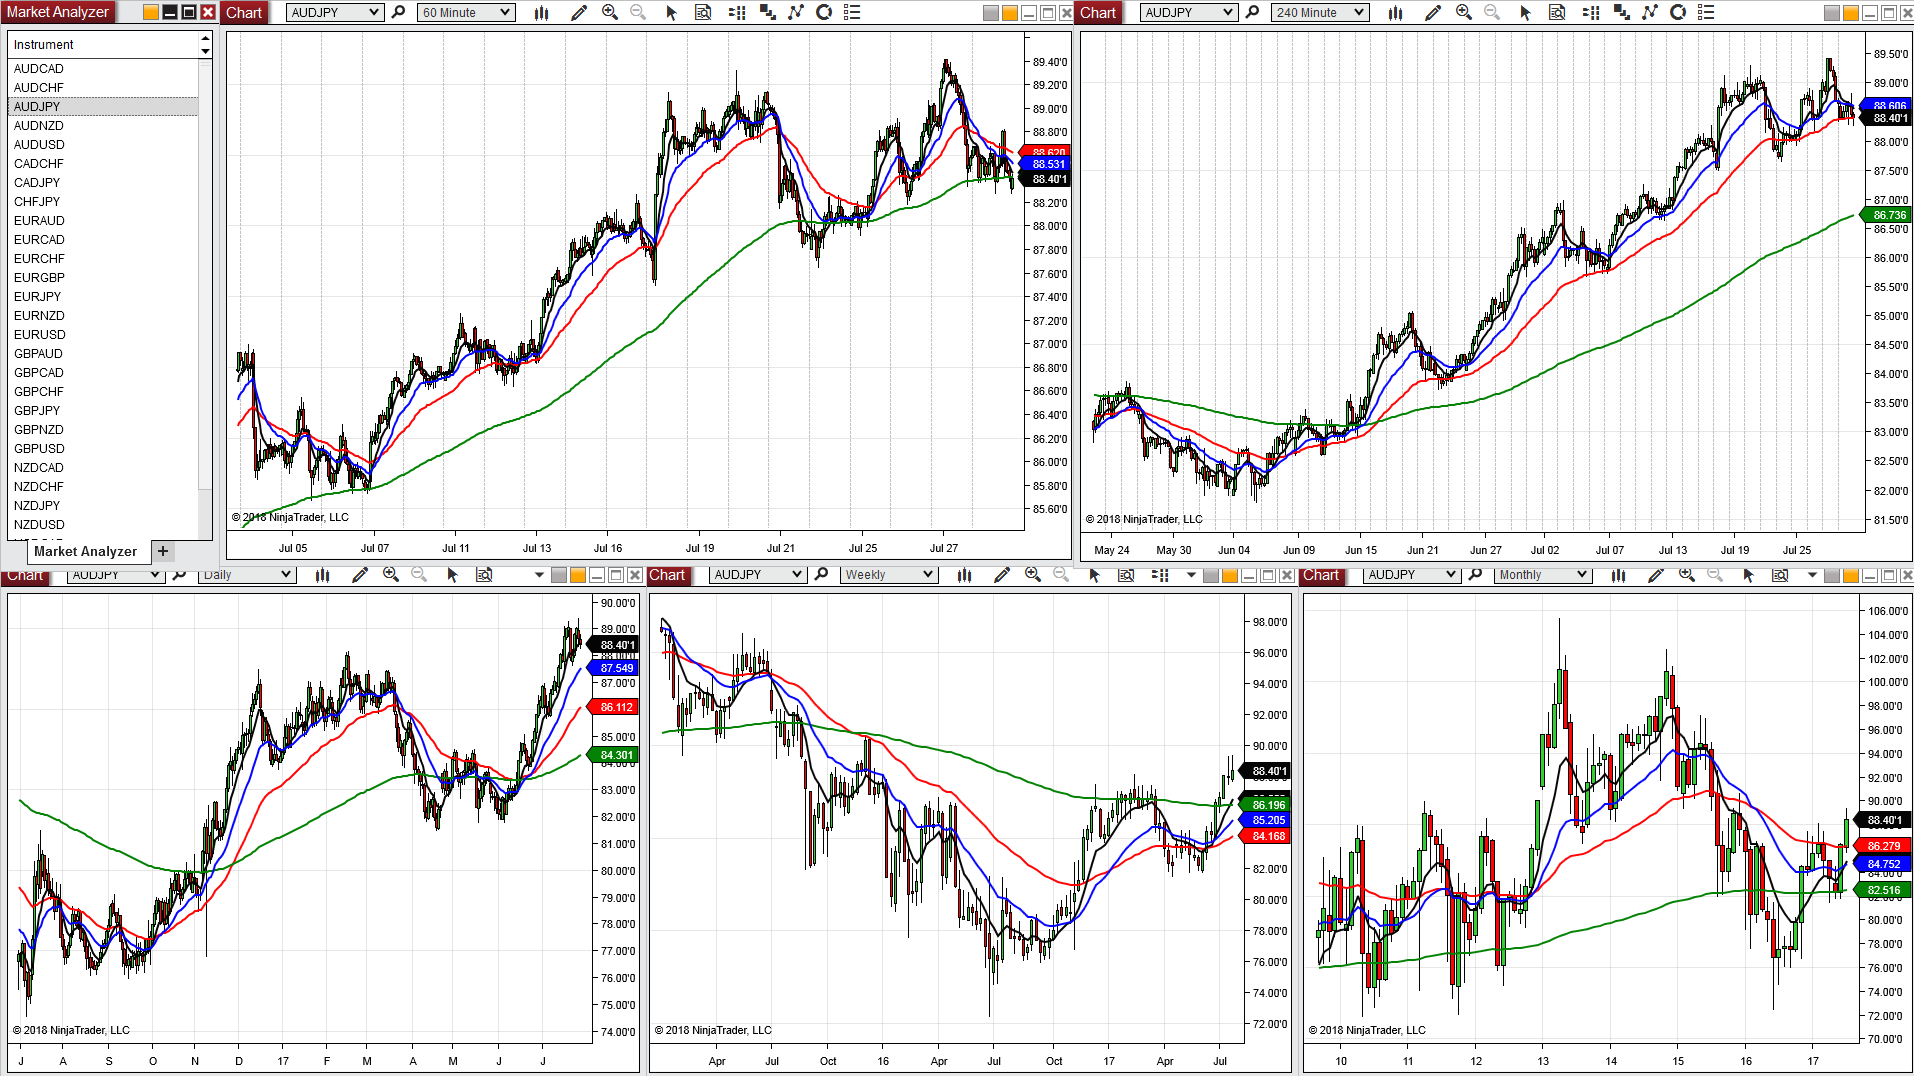 Market Analyzer
Instrument
AUDCAD
AUDCHF
AUDJPY
AUDNZD
AUDUSD
CADCHF
CADJPY
CHFJPY
EURAUD
EURCAD
EURCHF
EURGBP
EURJPY
EURNZD
EURUSD
GBPAUD
GBPCAD
GBPCHF
GBPJPY
GBPNZD
GBPUSD
NZDCAD
NZDCHF
NZDJPY
NZDUSD
Market Analyzer +
Chart AUDJPY 60 Minute
89.40'0
89.20'0
89.00'0
88.80'0
88.620
88.531
88.40'1
88.20'0
88.00'0
87.80'0
87.60'0
87.40'0
87.20'0
87.00'0
86.80'0
86.60'0
86.40'0
86.20'0
86.00'0
85.80'0
85.60'0
© 2018 NinjaTrader, LLC
Jul 05 Jul 07 Jul 11 Jul 13 Jul 16 Jul 19 Jul 21 Jul 25 Jul 27
Chart AUDJPY 240 Minute
89.50'0
89.00'0
88.606
88.40'1
88.00'0
87.50'0
87.00'0
86.736
86.50'0
86.00'0
85.50'0
85.00'0
84.50'0
84.00'0
83.50'0
83.00'0
82.50'0
82.00'0
81.50'0
© 2018 NinjaTrader, LLC
May 24 May 30 Jun 04 Jun 09 Jun 15 Jun 21 Jun 27 Jul 02 Jul 07 Jul 13 Jul 19 Jul 25
Chart AUDJPY Daily
90.00'0
89.00'0
88.40'1
88.00'0
87.549
87.00'0
86.112
85.00'0
84.301
84.00'0
83.00'0
82.00'0
81.00'0
80.00'0
79.00'0
78.00'0
77.00'0
76.00'0
75.00'0
74.00'0
© 2018 NinjaTrader, LLC
J A S O N D 17 F M A M J J
Chart AUDJPY Weekly
98.00'0
96.00'0
94.00'0
92.00'0
90.00'0
88.40'1
86.196
85.205
84.168
82.00'0
80.00'0
78.00'0
76.00'0
74.00'0
72.00'0
© 2018 NinjaTrader, LLC
Apr Jul Oct 16 Apr Jul Oct 17 Apr Jul
Chart AUDJPY Monthly
106.00'0
104.00'0
102.00'0
100.00'0
98.00'0
96.00'0
94.00'0
92.00'0
90.00'0
88.40'1
86.279
84.752
84.00'0
82.516
82.00'0
80.00'0
78.00'0
76.00'0
74.00'0
72.00'0
70.00'0
© 2018 NinjaTrader, LLC
10 11 12 13 14 15 16 17